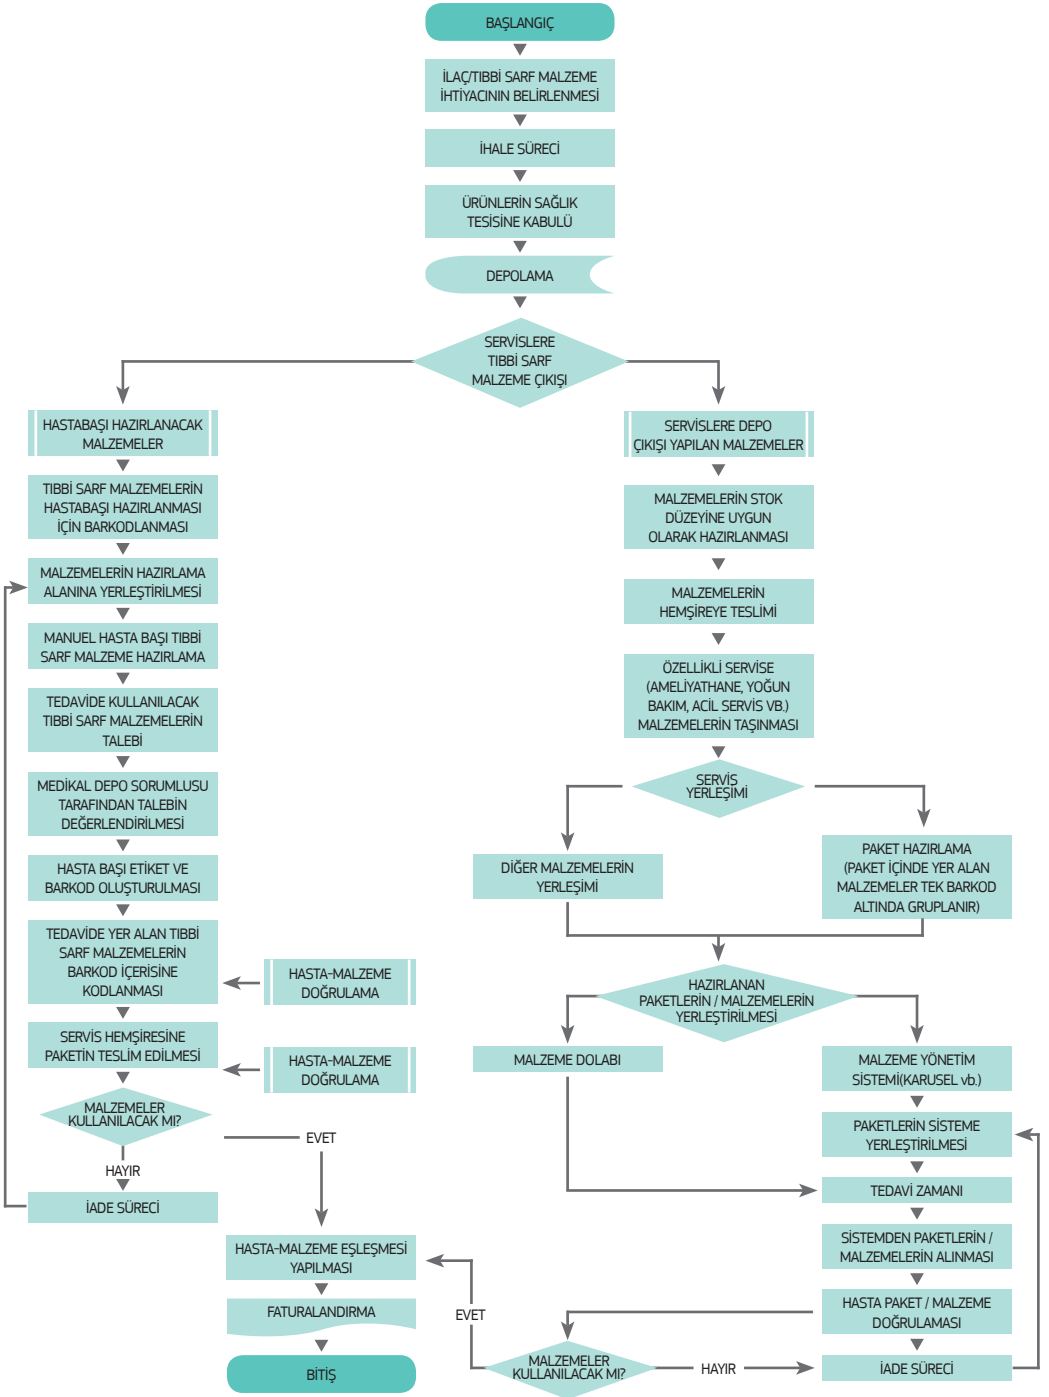 BAŞLANGIÇ
İLAÇ/TIBBİ SARF MALZEME
İHTİYACININ BELİRLENMESİ
İHALE SÜRECİ
ÜRÜNLERİN SAĞLIK
TESİSİNE KABULÜ
DEPOLAMA
SERVİSLERE
TIBBİ SARF
MALZEME ÇIKIŞI
HASTABAŞI HAZIRLANACAK
MALZEMELER
TIBBİ SARF MALZEMELERİN
HASTABAŞI HAZIRLANMASI
İÇİN BARKODLANMASI
MALZEMELERİN HAZIRLAMA
ALANINA YERLEŞTİRİLMESİ
MANUEL HASTA BAŞI TIBBİ
SARF MALZEME HAZIRLAMA
TEDAVİDE KULLANILACAK
TIBBİ SARF MALZEMELERİN
TALEBİ
MEDİKAL DEPO SORUMLUSU
TARAFINDAN TALEBİN
DEĞERLENDİRİLMESİ
HASTA BAŞI ETİKET VE
BARKOD OLUŞTURULMASI
TEDAVİDE YER ALAN TIBBİ
SARF MALZEMELERİN
BARKOD İÇERİSİNE
KODLANMASI
HASTA-MALZEME
DOĞRULAMA
SERVİS HEMŞİRESİNE
PAKETİN TESLİM EDİLMESİ
HASTA-MALZEME
DOĞRULAMA
MALZEMELER
KULLANILACAK MI?
EVET
HAYIR
İADE SÜRECİ
SERVİSLERE DEPO
ÇIKIŞI YAPILAN MALZEMELER
MALZEMELERİN STOK
DÜZEYİNE UYGUN
OLARAK HAZIRLANMASI
MALZEMELERİN
HEMŞİREYE TESLİMİ
ÖZELLİKLİ SERVİSE
(AMELİYATHANE, YOĞUN
BAKIM, ACİL SERVİS VB.)
MALZEMELERİN TAŞINMASI
SERVİS
YERLEŞİMİ
DİĞER MALZEMELERİN
YERLEŞİMİ
PAKET HAZIRLAMA
(PAKET İÇİNDE YER ALAN
MALZEMELER TEK BARKOD
ALTINDA GRUPLANIR)
HAZIRLANAN
PAKETLERİN / MALZEMELERİN
YERLEŞTİRİLMESİ
MALZEME DOLABI
MALZEME YÖNETİM
SİSTEMİ(KARUSEL vb.)
PAKETLERİN SİSTEME
YERLEŞTİRİLMESİ
TEDAVİ ZAMANI
SİSTEMDEN PAKETLERİN /
MALZEMELERİN ALINMASI
HASTA PAKET / MALZEME
DOĞRULAMASI
İADE SÜRECİ
HAYIR
MALZEMELER
KULLANILACAK MI?
EVET
HASTA-MALZEME EŞLEŞMESİ
YAPILMASI
FATURALANDIRMA
BİTİŞ